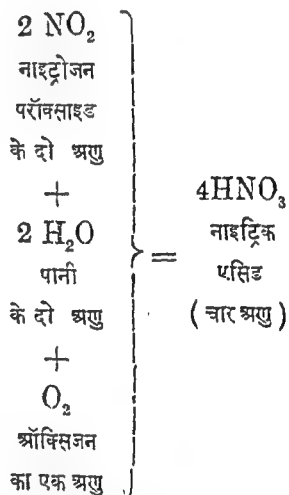 2 NO₂
नाइट्रोजन
परॉक्साइड
के दो अणु
+
2 H₂O
पानी
के दो अणु
+
O₂
ऑक्सिजन
का एक अणु
=
4HNO₃
नाइट्रिक
एसिड
( चार अणु )